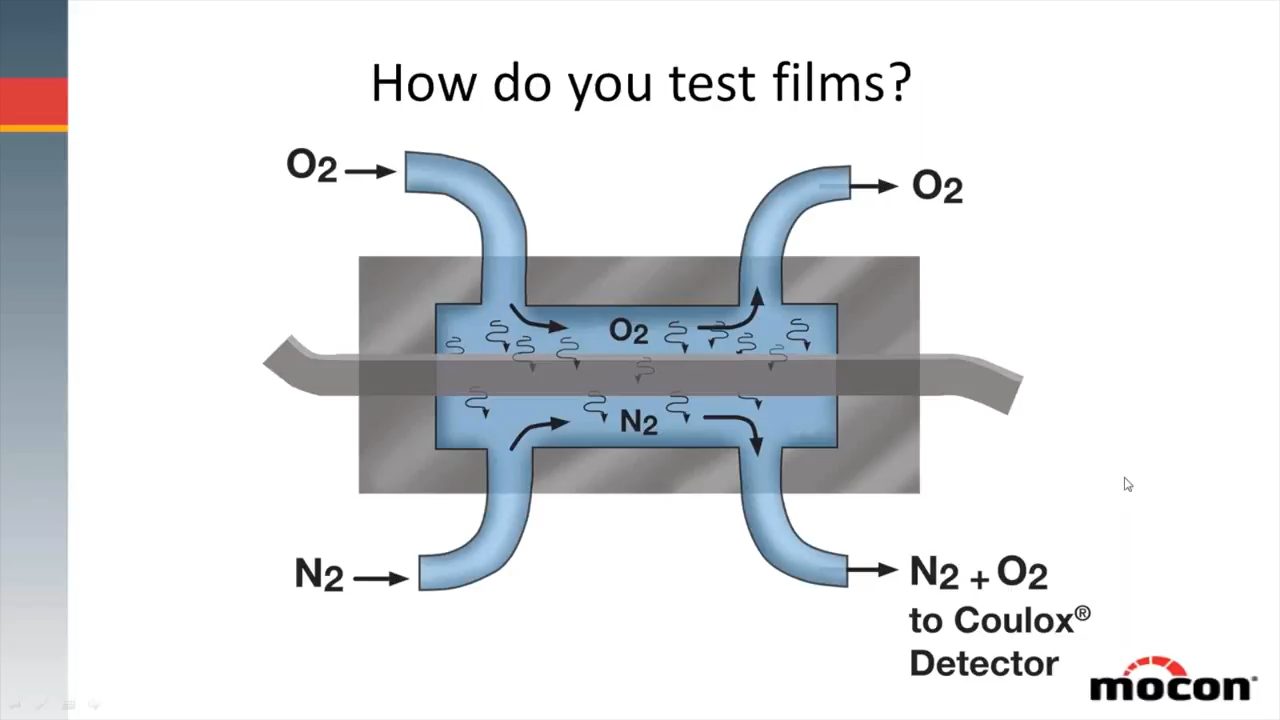 How do you test films?
O2
O2
O2
N2
N2
N2 + O2
to Coulox®
Detector
mocon®